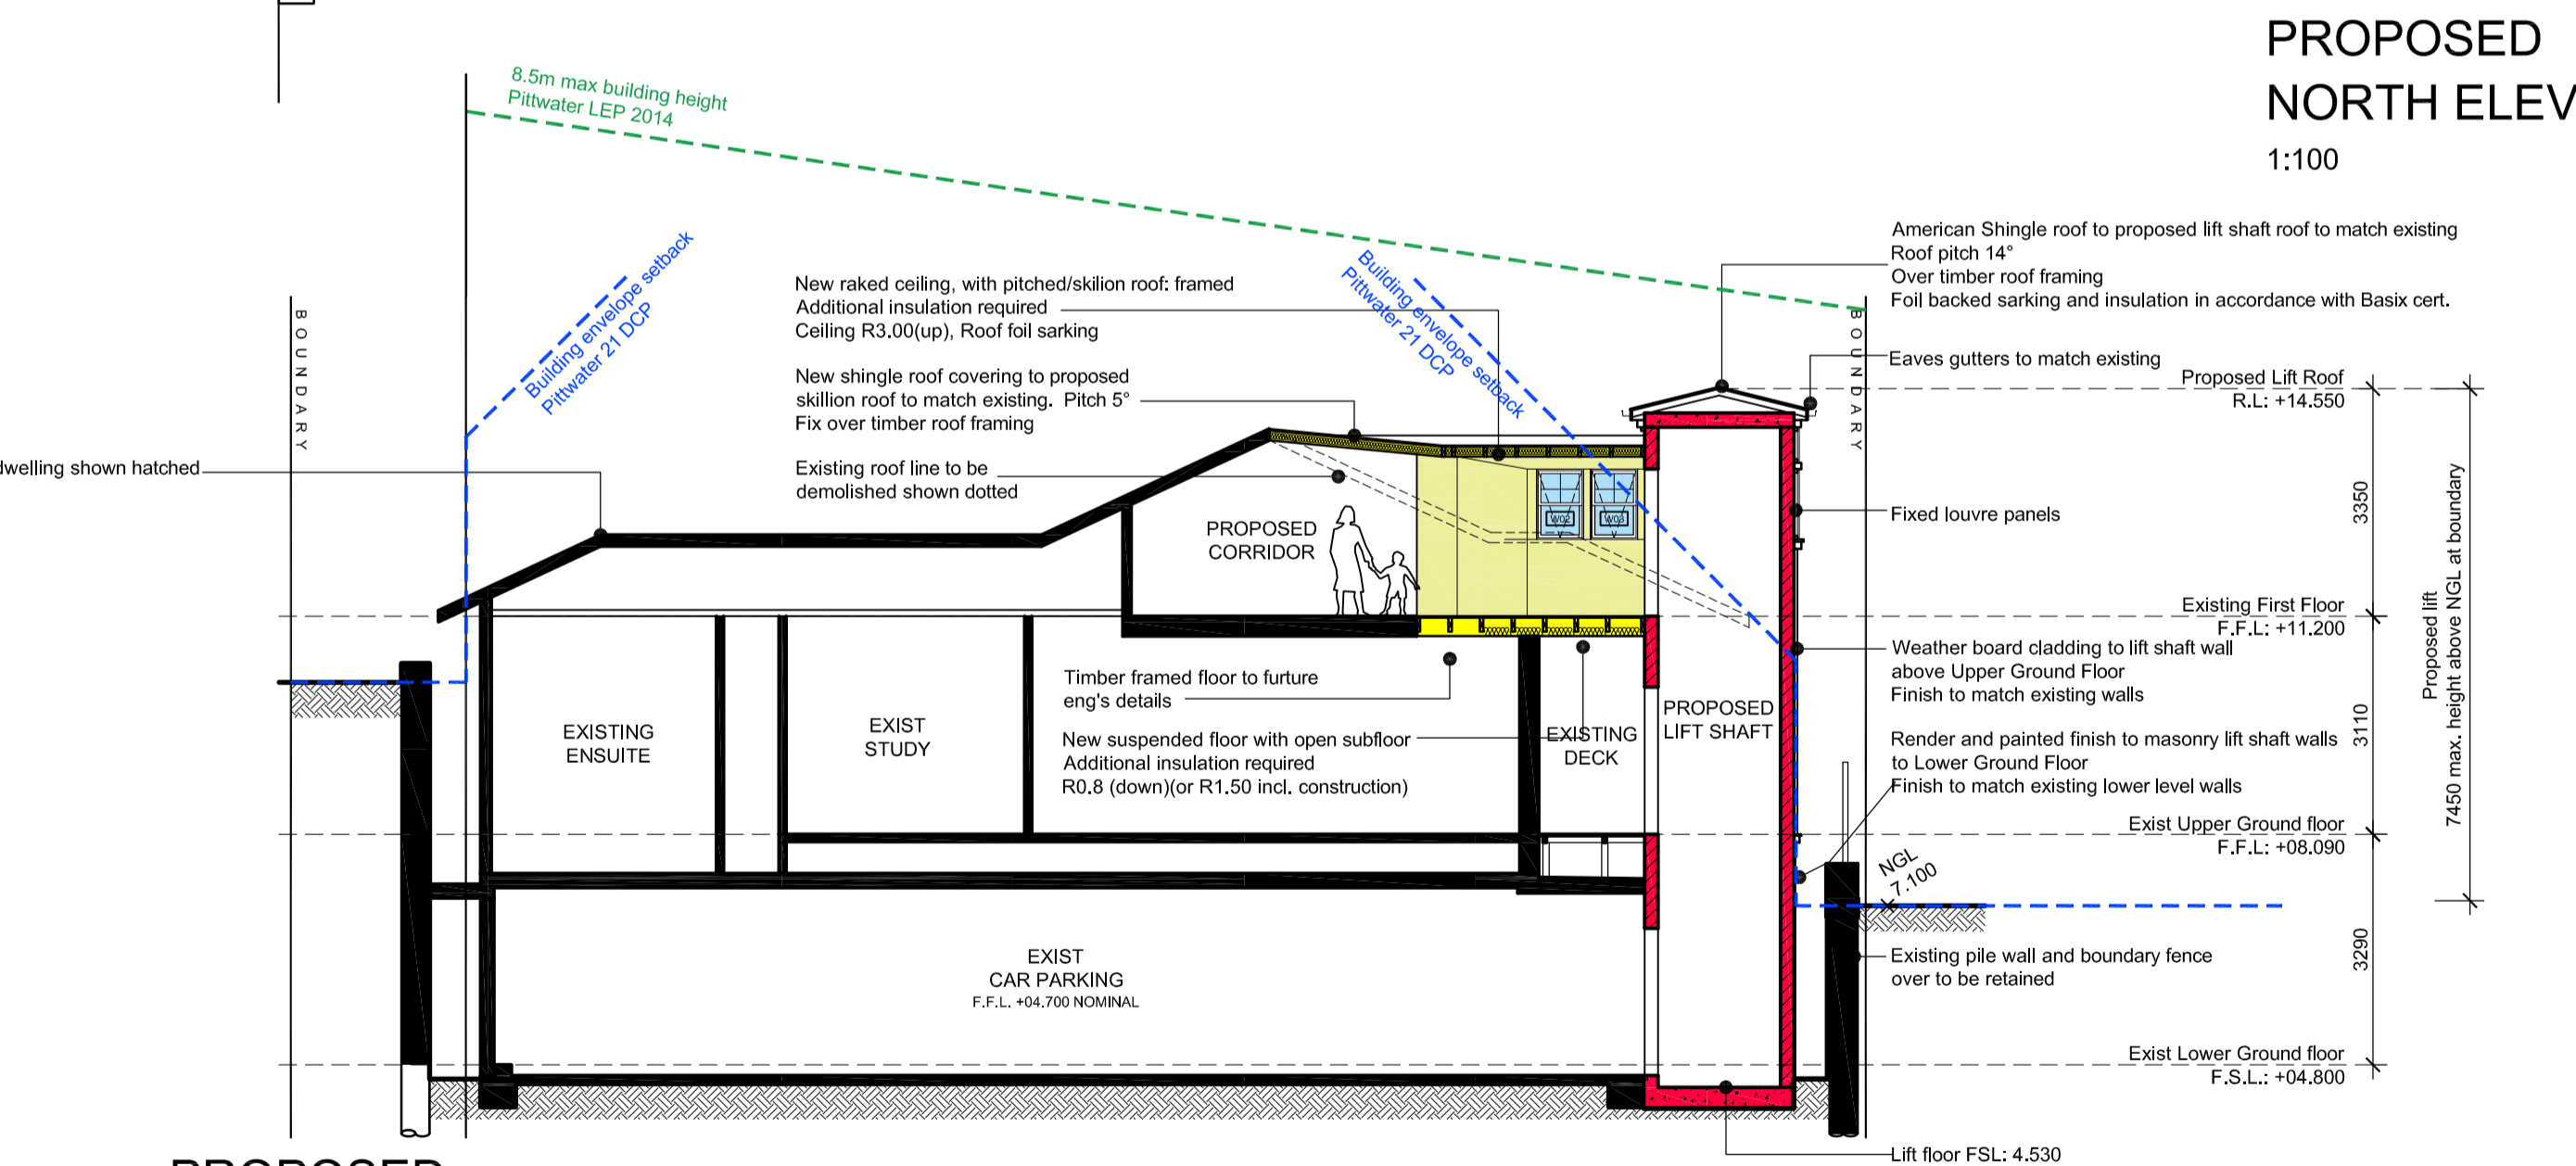 PROPOSED
NORTH ELEV
1:100
8.5m max building height
Pittwater LEP 2014
Building envelope setback
Pittwater 21 DCP
Building envelope setback
Pittwater 21 DCP
BOUNDARY
BOUNDARY
New raked ceiling, with pitched/skilion roof: framed
Additional insulation required
Ceiling R3.00(up), Roof foil sarking
New shingle roof covering to proposed
skillion roof to match existing. Pitch 5°
Fix over timber roof framing
Existing roof line to be
demolished shown dotted
dwelling shown hatched
American Shingle roof to proposed lift shaft roof to match existing
Roof pitch 14°
Over timber roof framing
Foil backed sarking and insulation in accordance with Basix cert.
Eaves gutters to match existing
Proposed Lift Roof
R.L: +14.550
Fixed louvre panels
Existing First Floor
F.F.L: +11.200
Weather board cladding to lift shaft wall
above Upper Ground Floor
Finish to match existing walls
Render and painted finish to masonry lift shaft walls
to Lower Ground Floor
Finish to match existing lower level walls
Exist Upper Ground floor
F.F.L: +08.090
NGL
7.100
Existing pile wall and boundary fence
over to be retained
Exist Lower Ground floor
F.S.L.: +04.800
Lift floor FSL: 4.530
3350
3110
3290
Proposed lift
7450 max. height above NGL at boundary
PROPOSED
CORRIDOR
W02
W03
Timber framed floor to furture
eng's details
New suspended floor with open subfloor
Additional insulation required
R0.8 (down)(or R1.50 incl. construction)
EXISTING
ENSUITE
EXIST
STUDY
EXISTING
DECK
PROPOSED
LIFT SHAFT
EXIST
CAR PARKING
F.F.L. +04.700 NOMINAL
PROPOSED